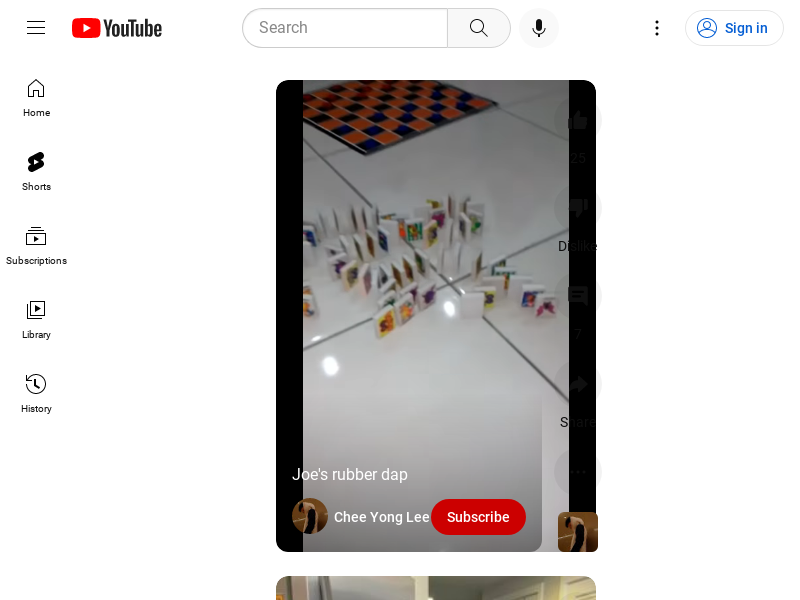 YouTube
Search
Sign in
Home
Shorts
Subscriptions
Library
History
25
Dislike
7
Share
Joe's rubber dap
Chee Yong Lee
Subscribe